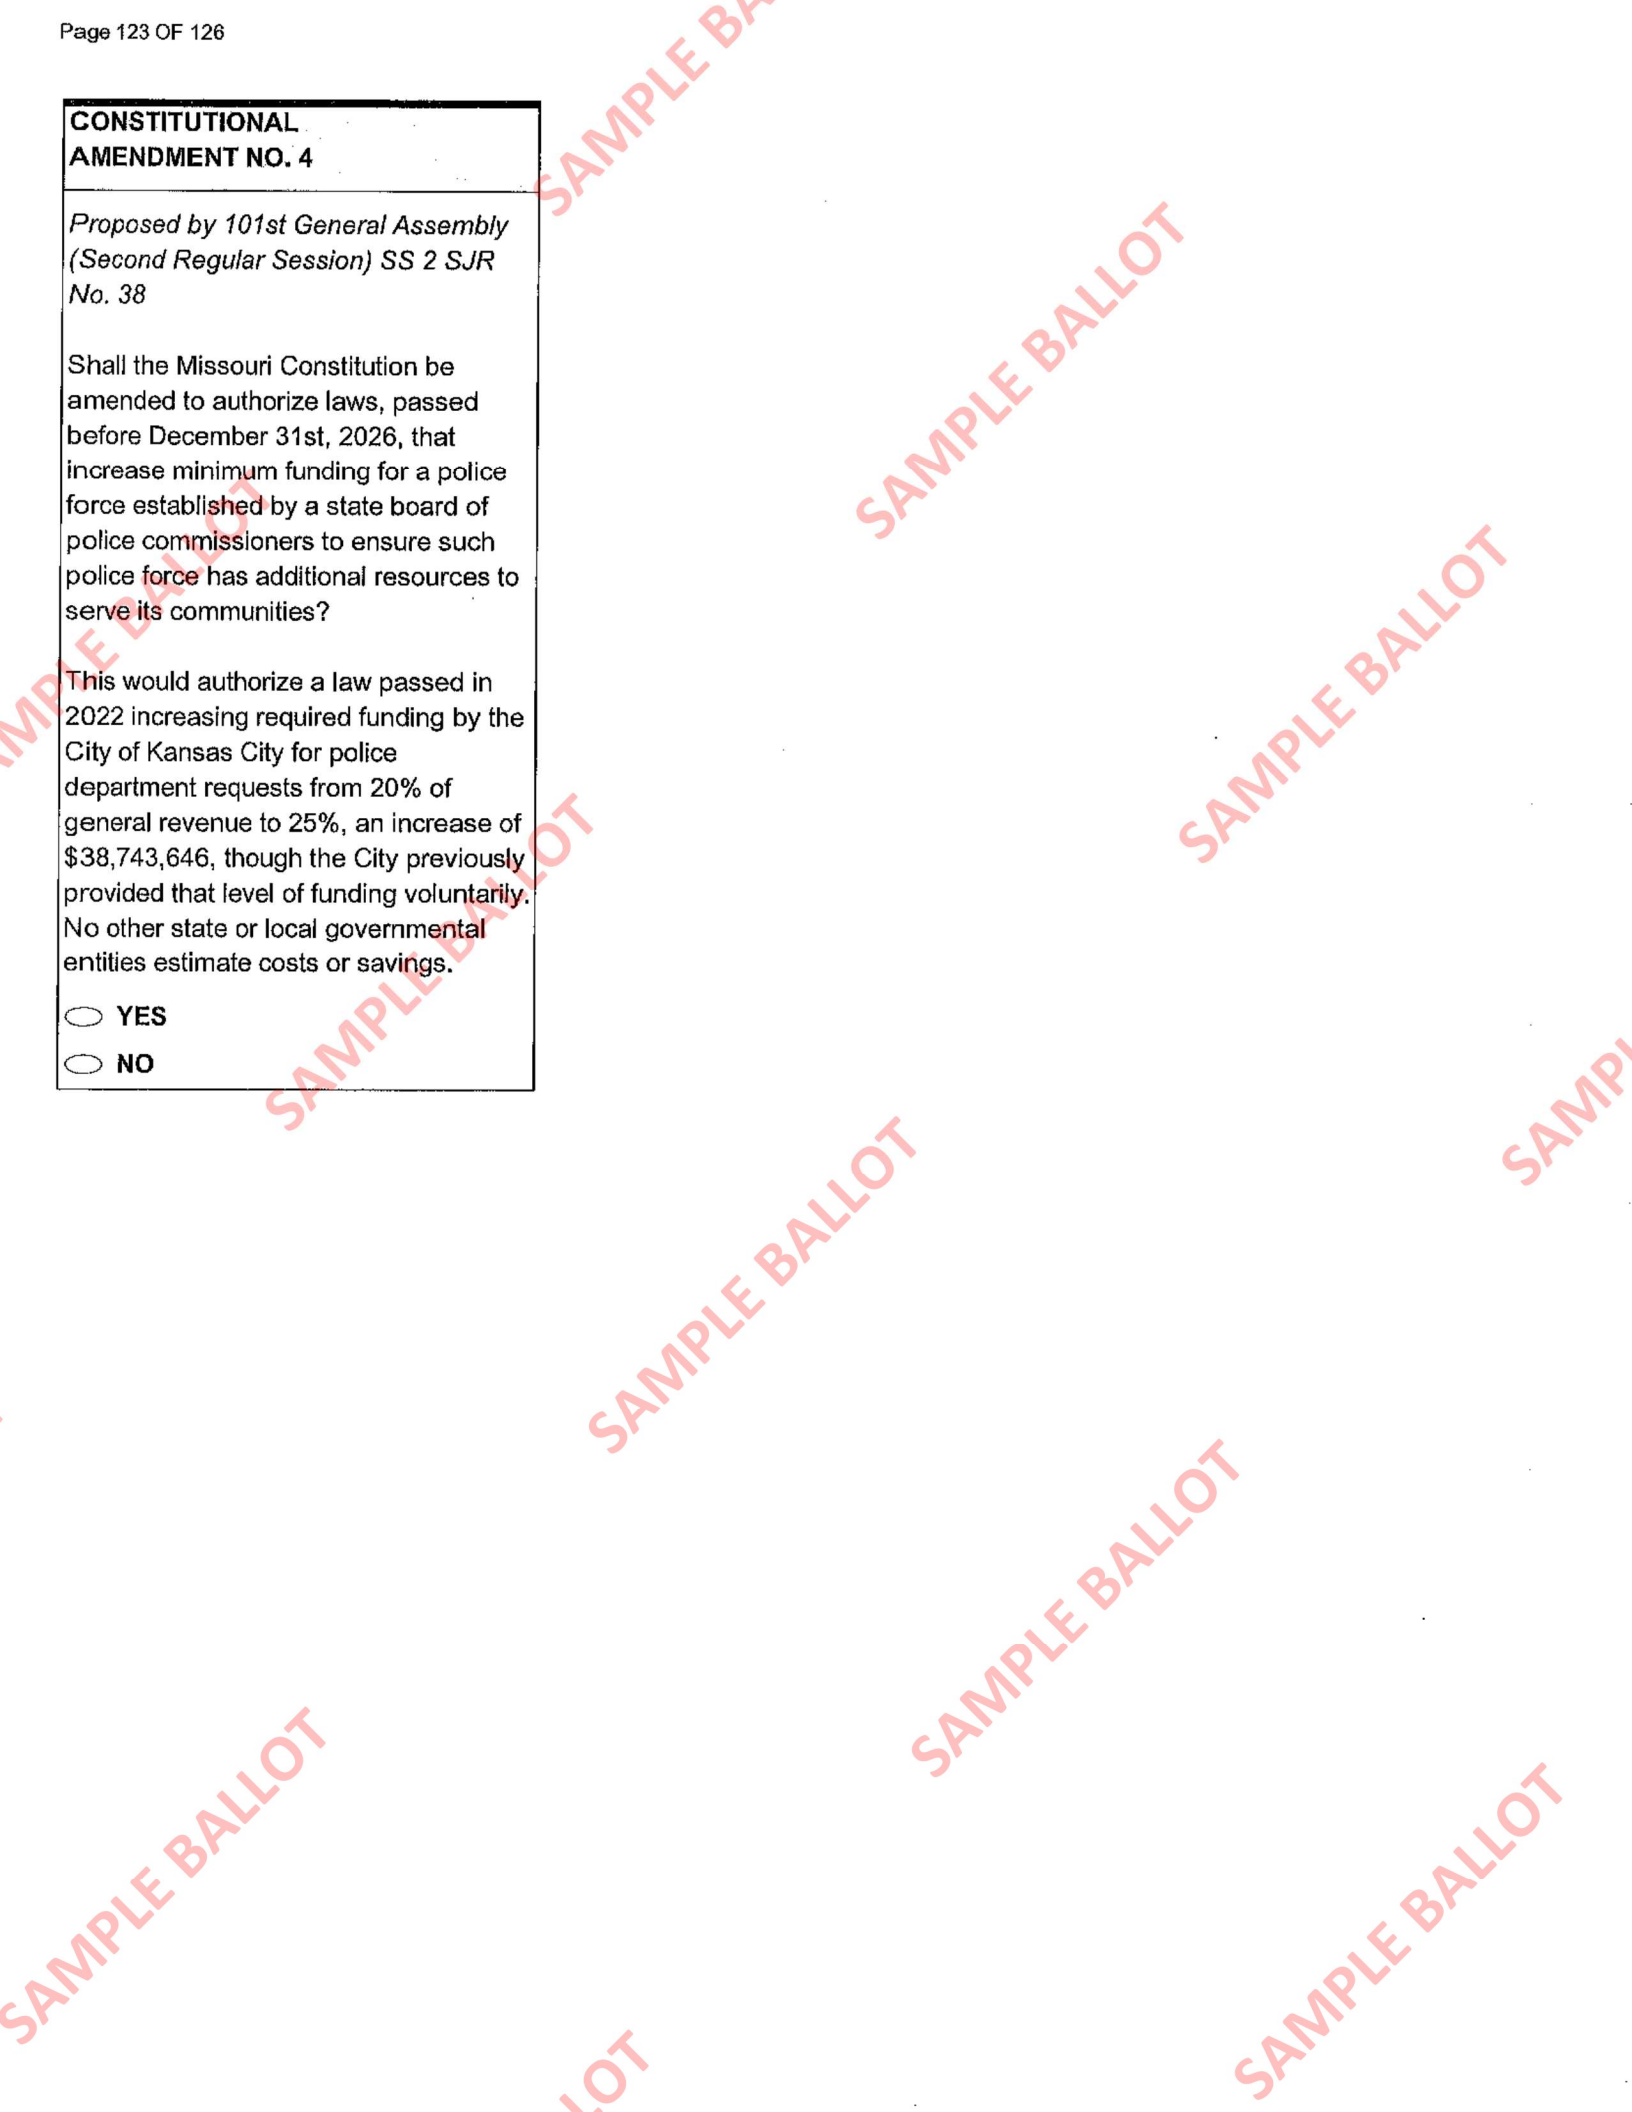 Page 123 OF 126
CONSTITUTIONAL
AMENDMENT NO. 4
Proposed by 101st General Assembly
(Second Regular Session) SS 2 SJR
No. 38
Shall the Missouri Constitution be
amended to authorize laws, passed
before December 31st, 2026, that
increase minimum funding for a police
force established by a state board of
police commissioners to ensure such
police force has additional resources to
serve its communities?
This would authorize a law passed in
2022 increasing required funding by the
City of Kansas City for police
department requests from 20% of
general revenue to 25%, an increase of
$38,743,646, though the City previously
provided that level of funding voluntarily.
No other state or local governmental
entities estimate costs or savings.
YES
NO
SAMPLE BA
SAMPLE BALLOT
SAMPLE BALLOT
AMPLE BALLOT
SAMPLE BALLOT
SAMPL
SAMPLE BALLOT
SAMPLE BALLOT
SAMPLE BALLOT
SAMPLE BALLOT
LOT